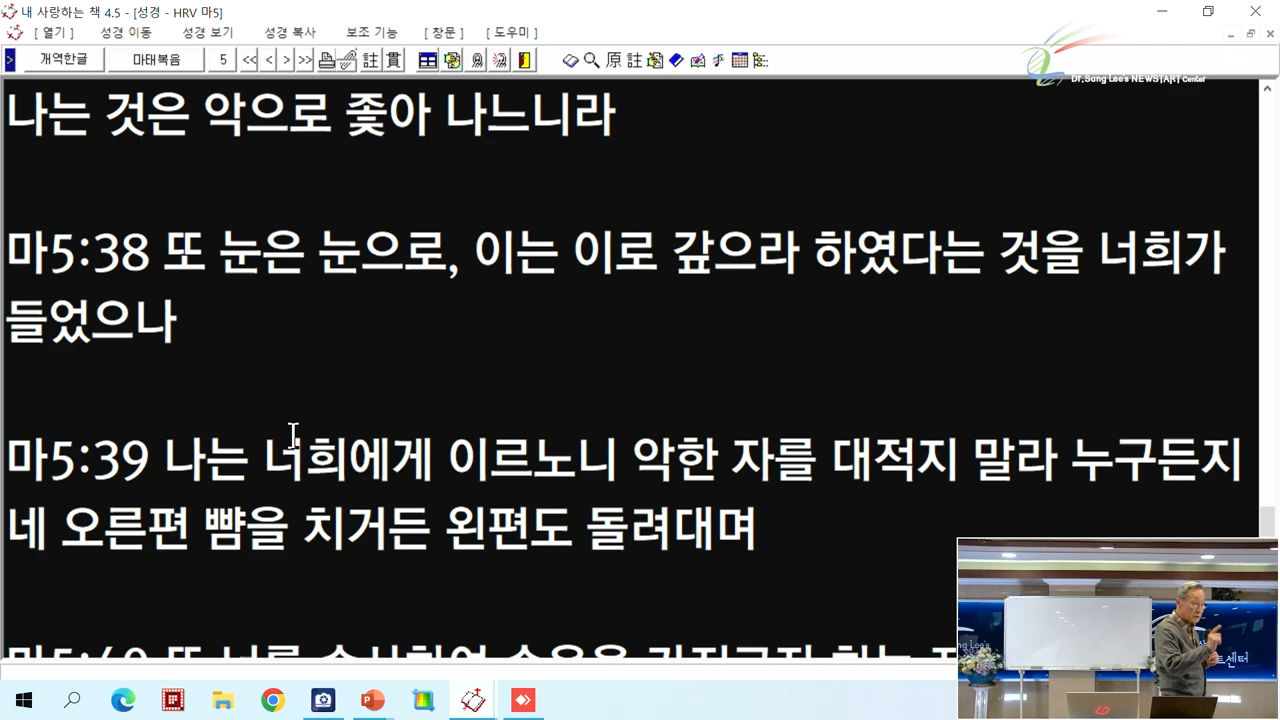 내 사랑하는 책 4.5 - [성경 - HRV 마5]
[ 열기 ] 성경 이동 성경 보기 성경 복사 보조 기능 [ 창문 ] [ 도우미 ]
개역한글 마태복음 5 << < > >> 註 貫 原 註
Dr.Sang Lee's NEWSTART Center
나는 것은 악으로 좇아 나느니라
마5:38 또 눈은 눈으로, 이는 이로 갚으라 하였다는 것을 너희가
들었으나
마5:39 나는 너희에게 이르노니 악한 자를 대적지 말라 누구든지
네 오른편 뺨을 치거든 왼편도 돌려대며